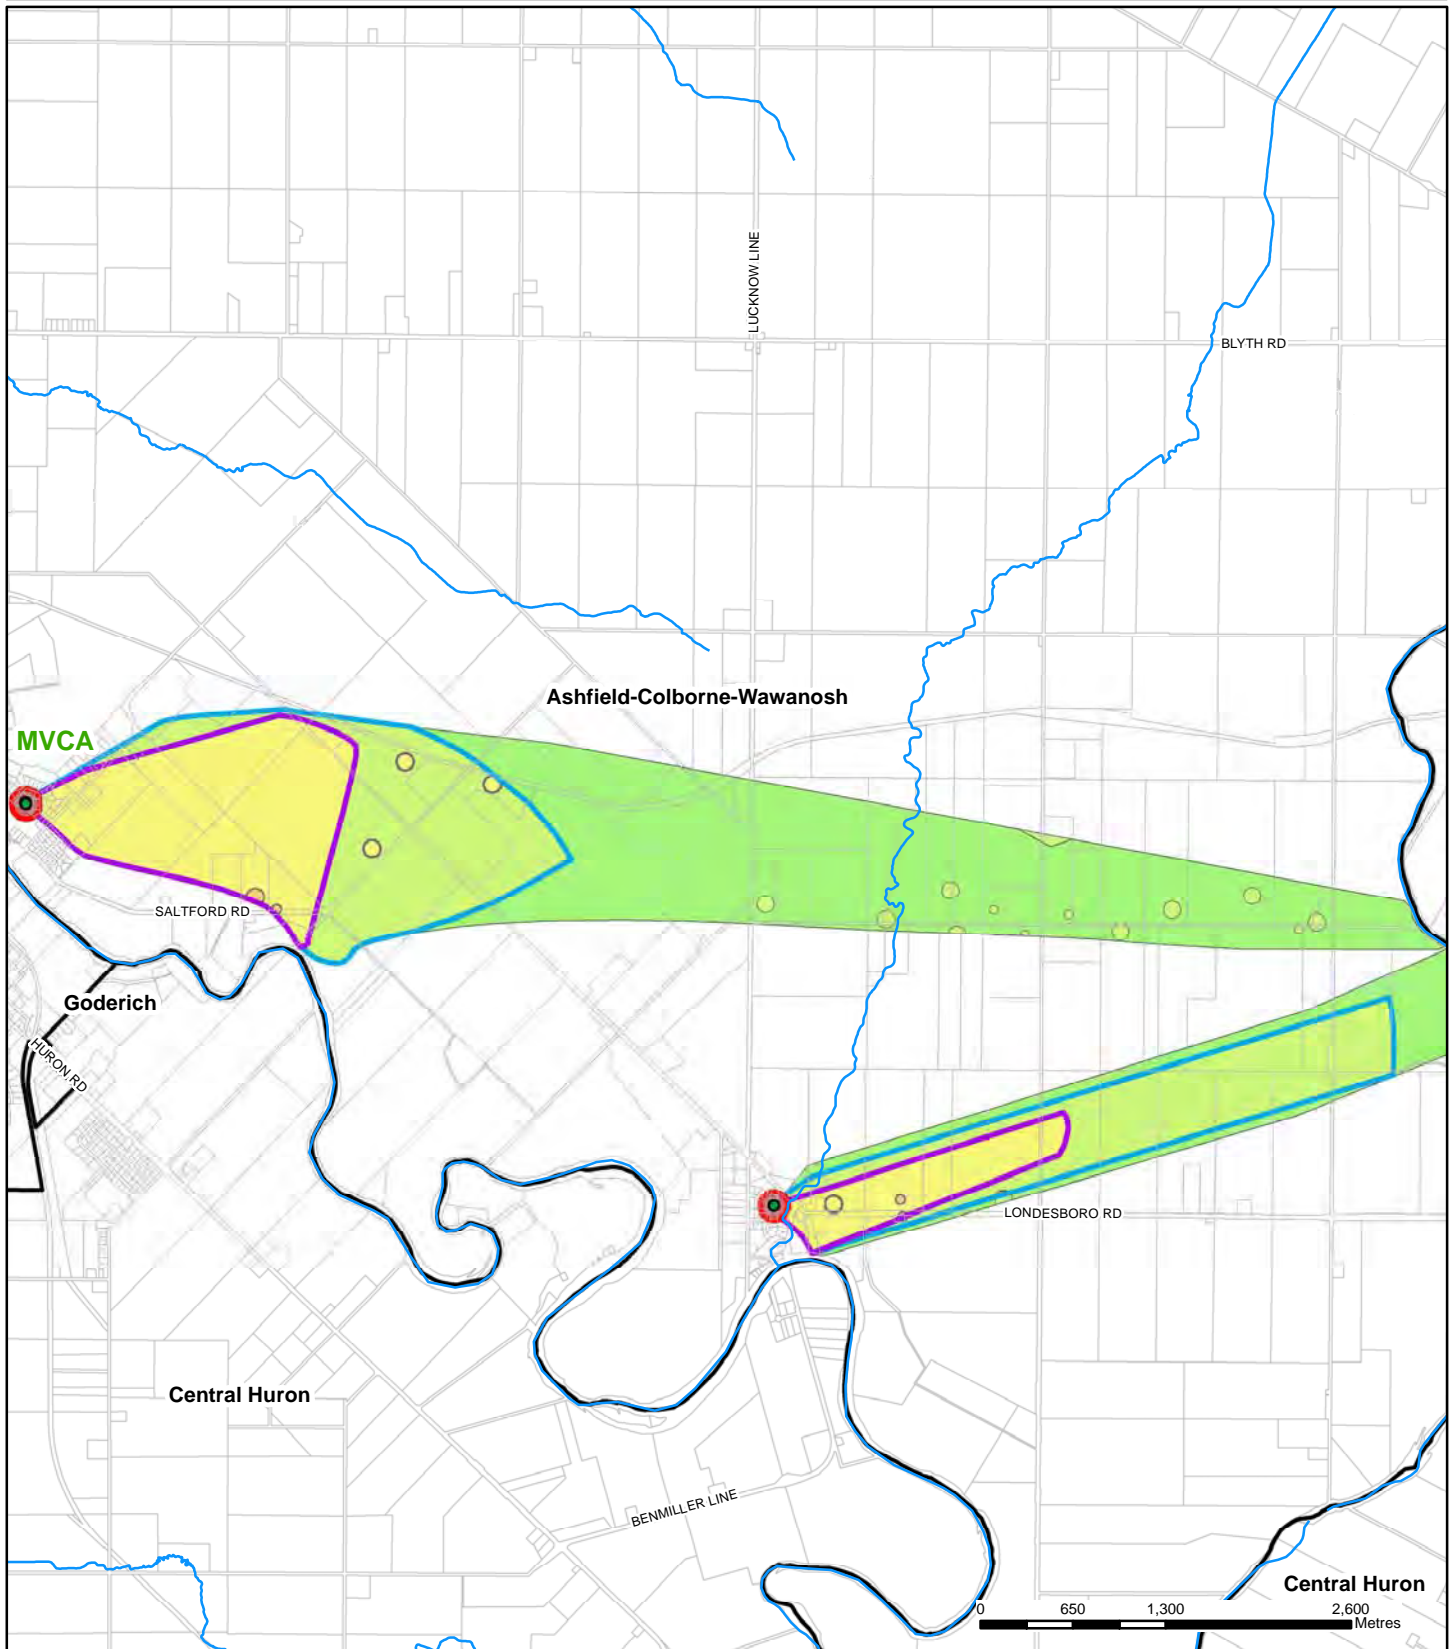 LUCKNOW LINE
BLYTH RD
Ashfield-Colborne-Wawanosh
MVCA
SALTFORD RD
Goderich
HURON RD
LONDESBORO RD
Central Huron
BENMILLER LINE
Central Huron
0 650 1,300 2,600
Metres